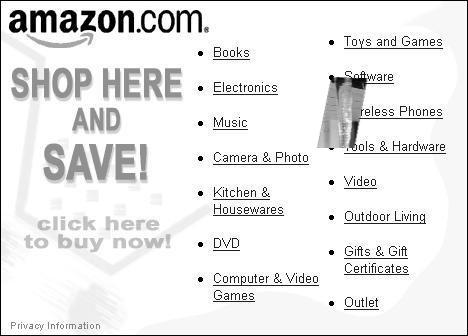 amazon.com.
SHOP HERE
AND
SAVE!
click here
to buy now!
Books
Electronics
Music
Camera & Photo
Kitchen &
Housewares
DVD
Computer & Video
Games
Toys and Games
Software
Phones
& Hardware
Video
Outdoor Living
Gifts & Gift
Certificates
Outlet
Privacy Information